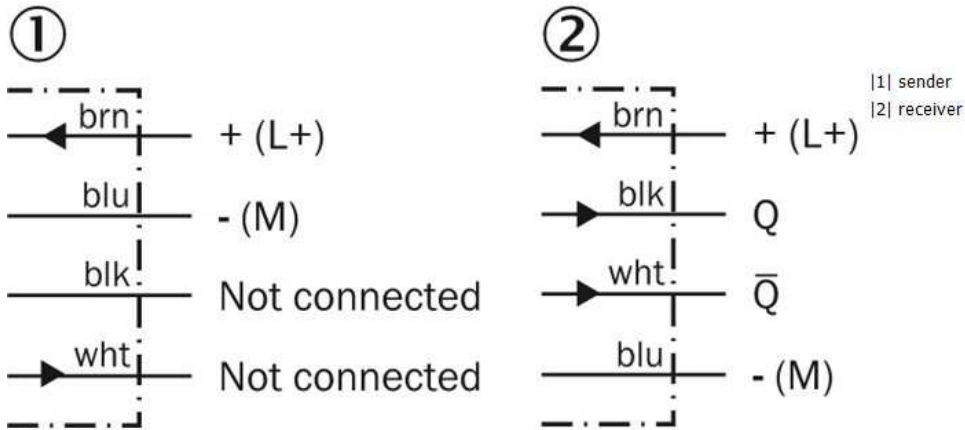 ①
brn + (L+)
blu - (M)
blk Not connected
wht Not connected
②
brn + (L+)
blk Q
wht Q̅
blu - (M)
|1| sender
|2| receiver